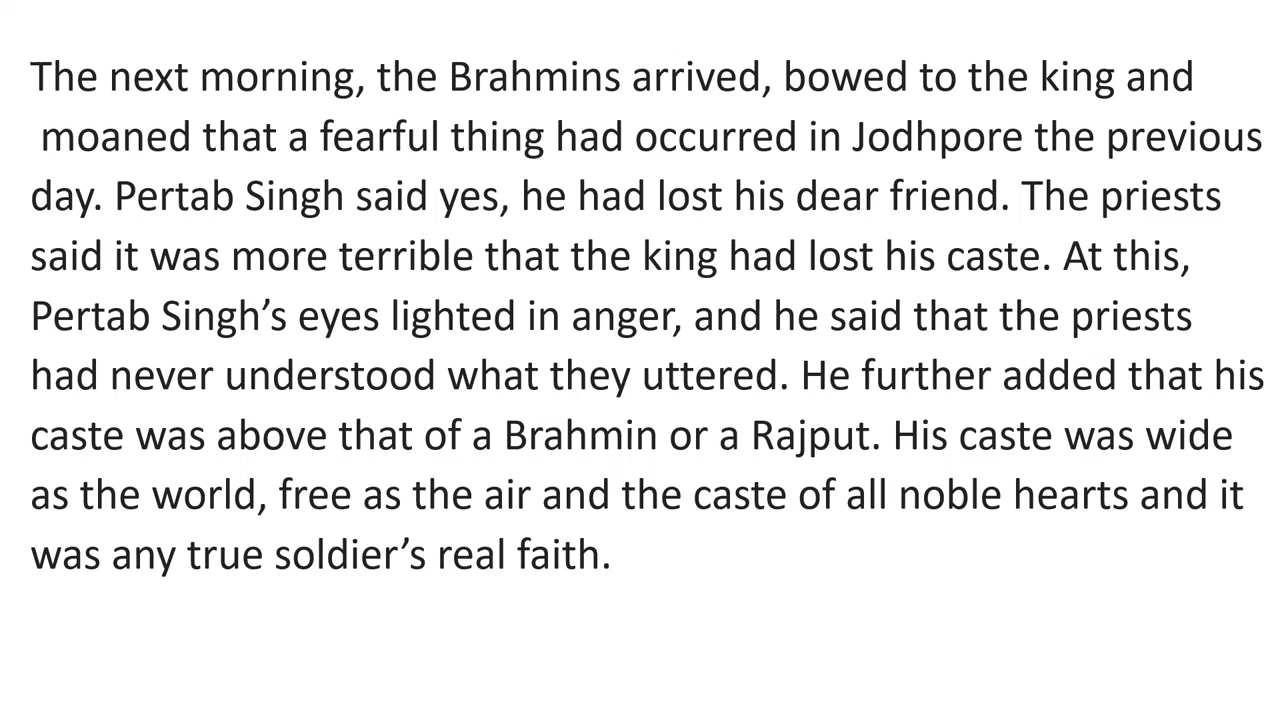 The next morning, the Brahmins arrived, bowed to the king and
moaned that a fearful thing had occurred in Jodhpore the previous
day. Pertab Singh said yes, he had lost his dear friend. The priests
said it was more terrible that the king had lost his caste. At this,
Pertab Singh’s eyes lighted in anger, and he said that the priests
had never understood what they uttered. He further added that his
caste was above that of a Brahmin or a Rajput. His caste was wide
as the world, free as the air and the caste of all noble hearts and it
was any true soldier’s real faith.